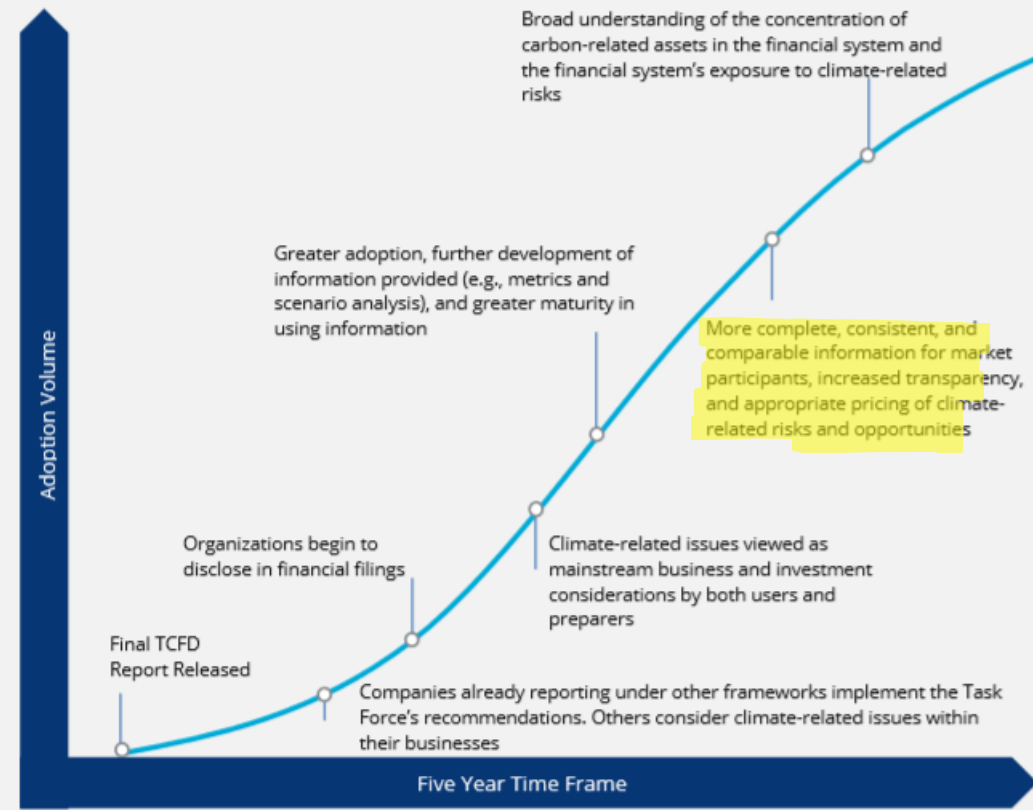 Broad understanding of the concentration of
carbon-related assets in the financial system and
the financial system's exposure to climate-related
risks
Greater adoption, further development of
information provided (e.g., metrics and
scenario analysis), and greater maturity in
using information
More complete, consistent, and
comparable information for market
participants, increased transparency,
and appropriate pricing of climate-
related risks and opportunities
Adoption Volume
Organizations begin to
disclose in financial filings
Climate-related issues viewed as
mainstream business and investment
considerations by both users and
preparers
Final TCFD
Report Released
Companies already reporting under other frameworks implement the Task
Force's recommendations. Others consider climate-related issues within
their businesses
Five Year Time Frame